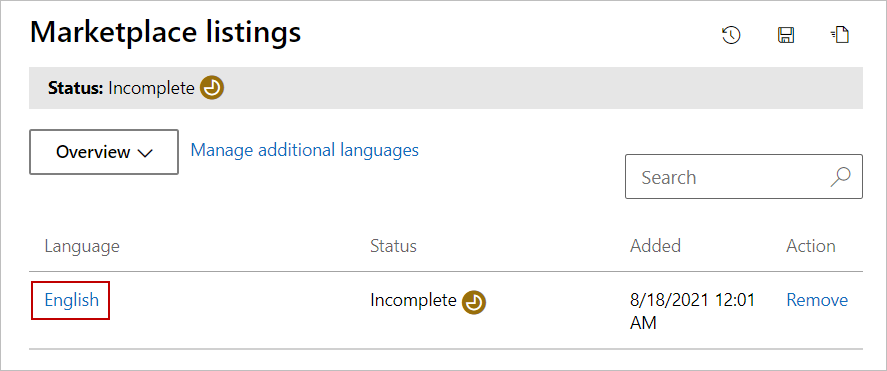 Marketplace listings
Status: Incomplete
Overview Manage additional languages
Search
Language Status Added Action
English Incomplete 8/18/2021 12:01 Remove
AM